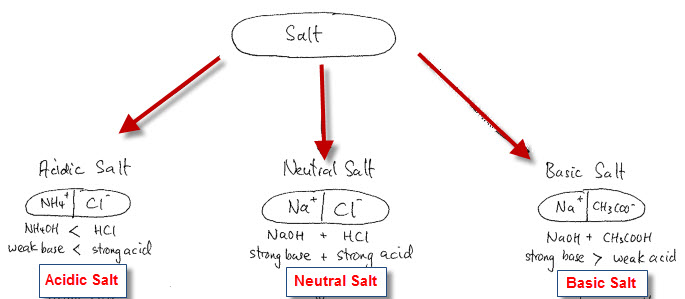 Salt
Acidic Salt
NH₄⁺ | Cl⁻
NH₄OH < HCl
weak base < strong acid
Acidic Salt
Neutral Salt
Na⁺ | Cl⁻
NaOH + HCl
strong base + strong acid
Neutral Salt
Basic Salt
Na⁺ | CH₃COO⁻
NaOH + CH₃COOH
strong base > weak acid
Basic Salt